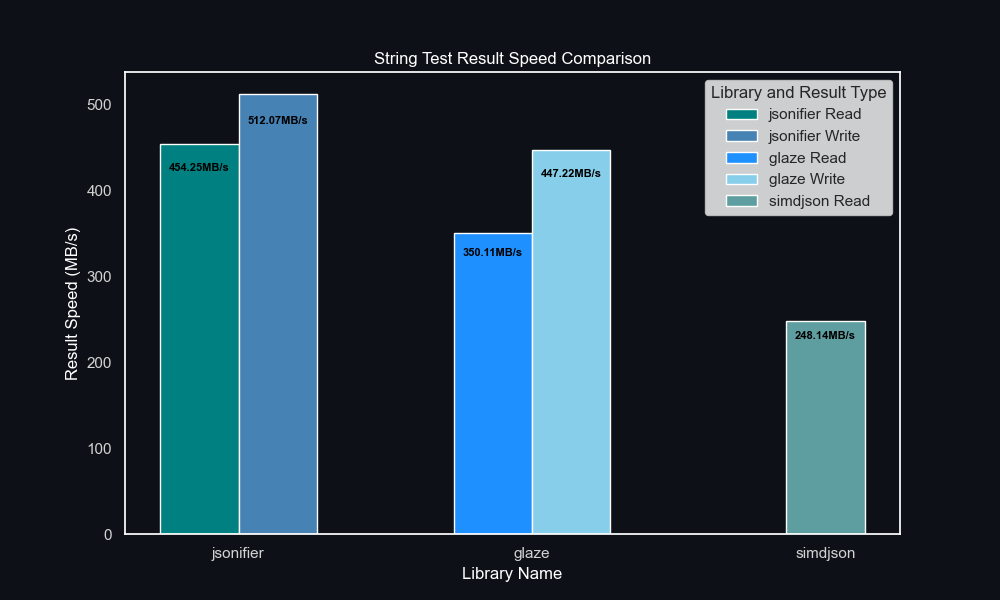 String Test Result Speed Comparison
Library and Result Type
jsonifier Read
jsonifier Write
glaze Read
glaze Write
simdjson Read
Result Speed (MB/s)
500
400
300
200
100
0
454.25MB/s
512.07MB/s
350.11MB/s
447.22MB/s
248.14MB/s
jsonifier
glaze
simdjson
Library Name